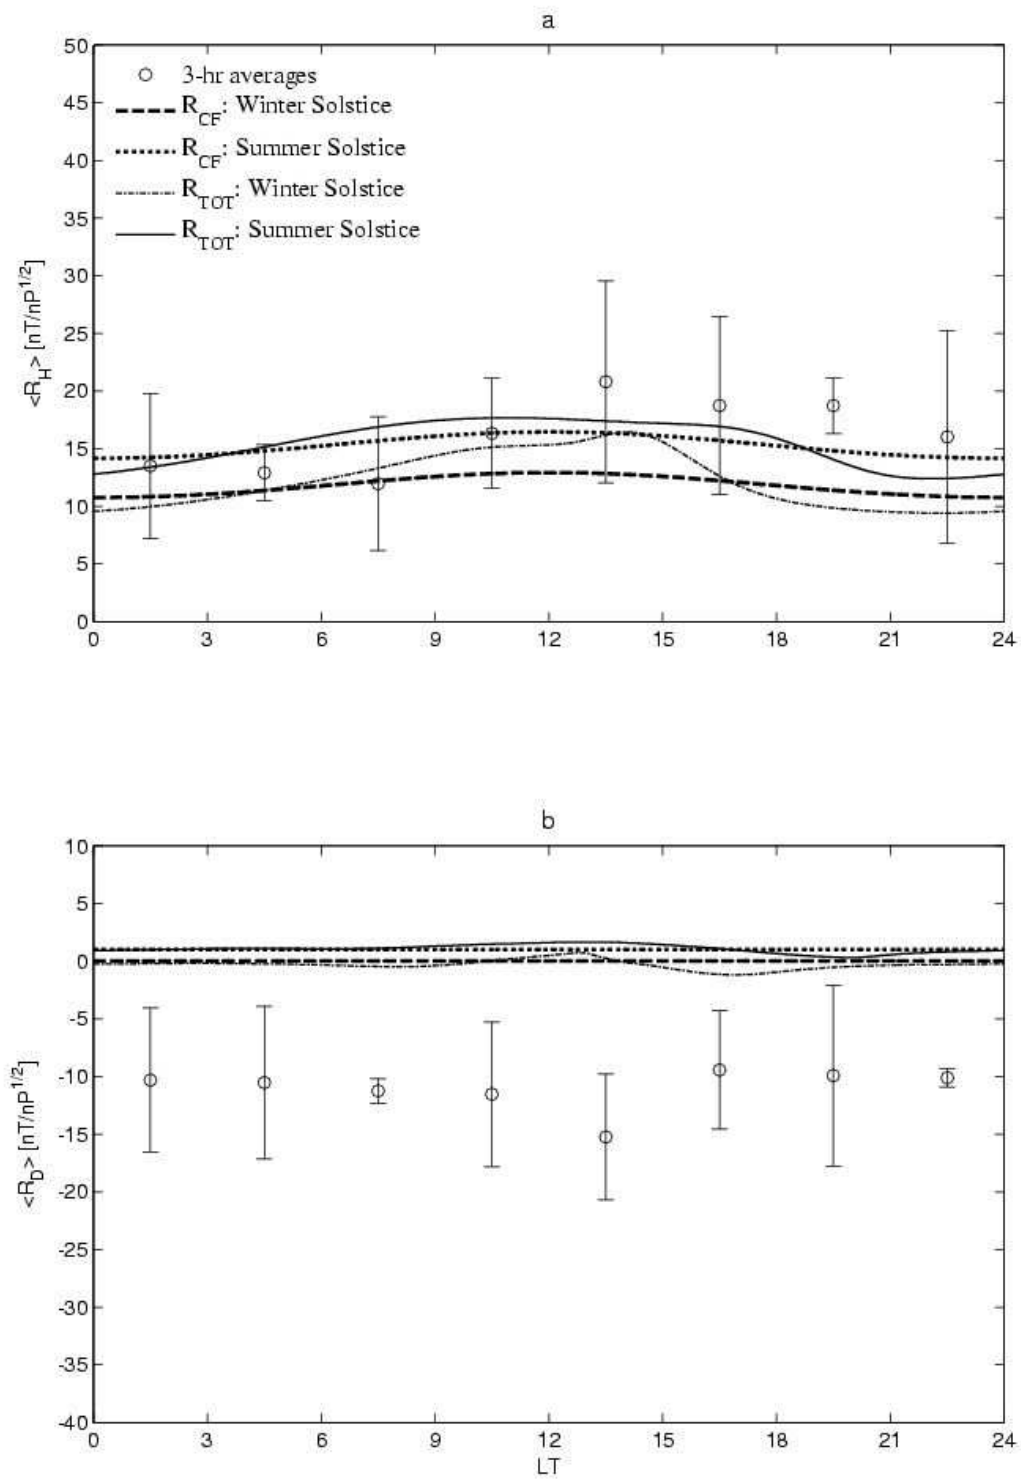 a
50
45
40
35
30
25
20
15
10
5
0
<R_H> [nT/nP^1/2]
3-hr averages
R_CF: Winter Solstice
R_CF: Summer Solstice
R_TOT: Winter Solstice
R_TOT: Summer Solstice
0 3 6 9 12 15 18 21 24
b
10
5
0
-5
-10
-15
-20
-25
-30
-35
-40
<R_D> [nT/nP^1/2]
0 3 6 9 12 15 18 21 24
LT